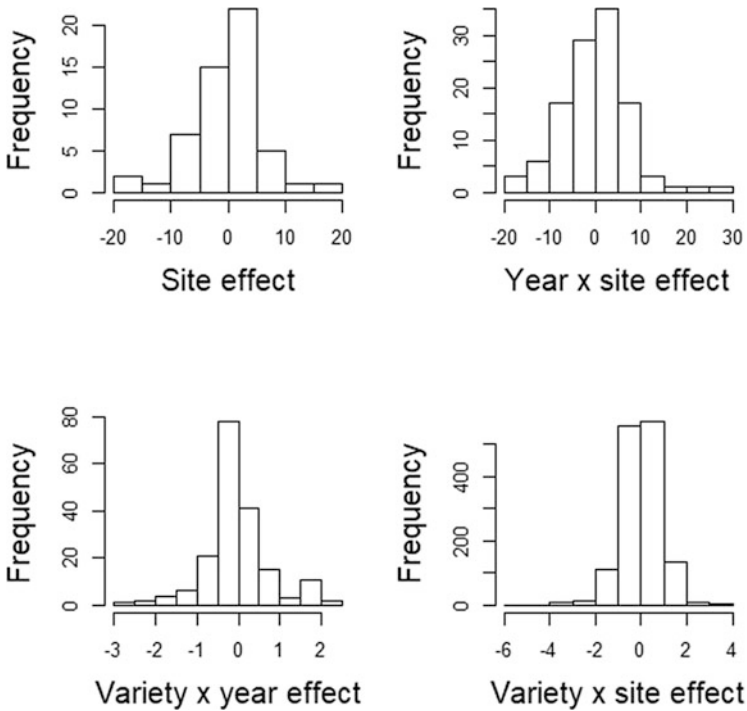 Frequency
20
15
10
5
0
-20 -10 0 10 20
Site effect
Frequency
30
10
0
-20 -10 0 10 20 30
Year x site effect
Frequency
80
60
40
20
0
-3 -2 -1 0 1 2
Variety x year effect
Frequency
400
200
0
-6 -4 -2 0 2 4
Variety x site effect